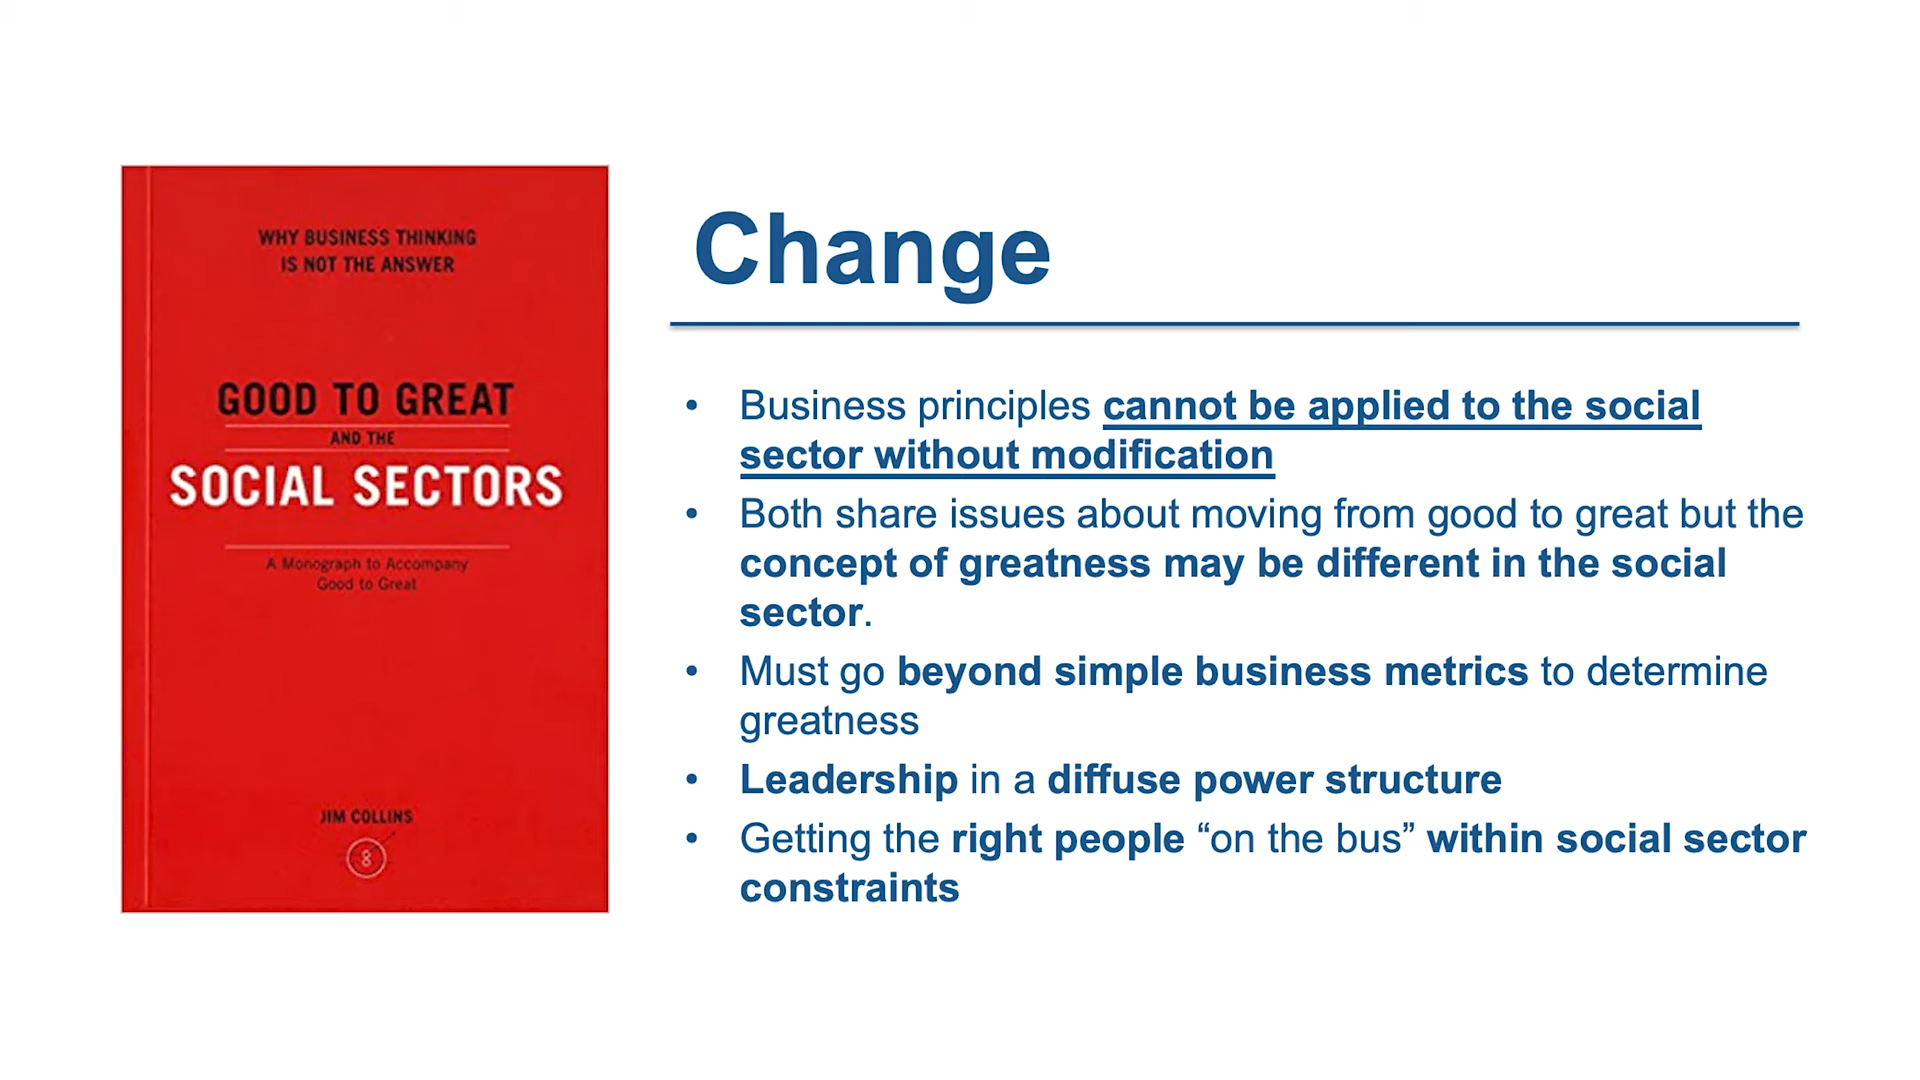 WHY BUSINESS THINKING
IS NOT THE ANSWER
GOOD TO GREAT
AND THE
SOCIAL SECTORS
A Monograph to Accompany
Good to Great
JIM COLLINS
8
Change
• Business principles cannot be applied to the social
sector without modification
• Both share issues about moving from good to great but the
concept of greatness may be different in the social
sector.
• Must go beyond simple business metrics to determine
greatness
• Leadership in a diffuse power structure
• Getting the right people “on the bus” within social sector
constraints